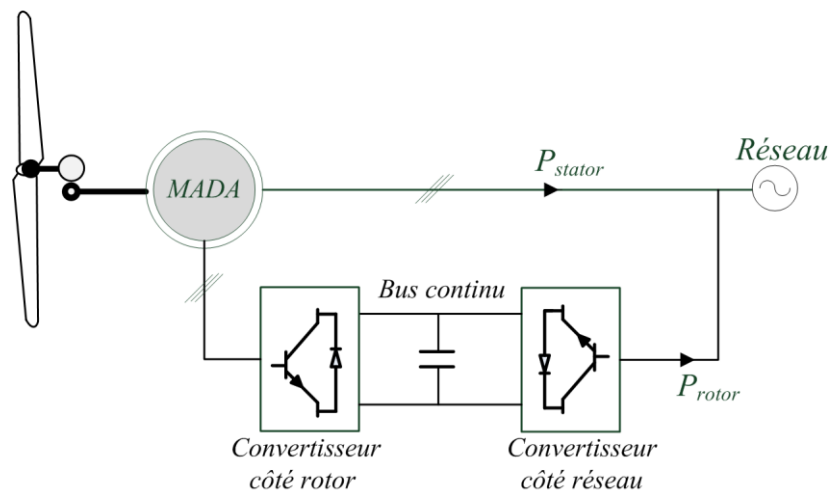 Réseau
P_stator
MADA
Bus continu
P_rotor
Convertisseur
côté rotor
Convertisseur
côté réseau